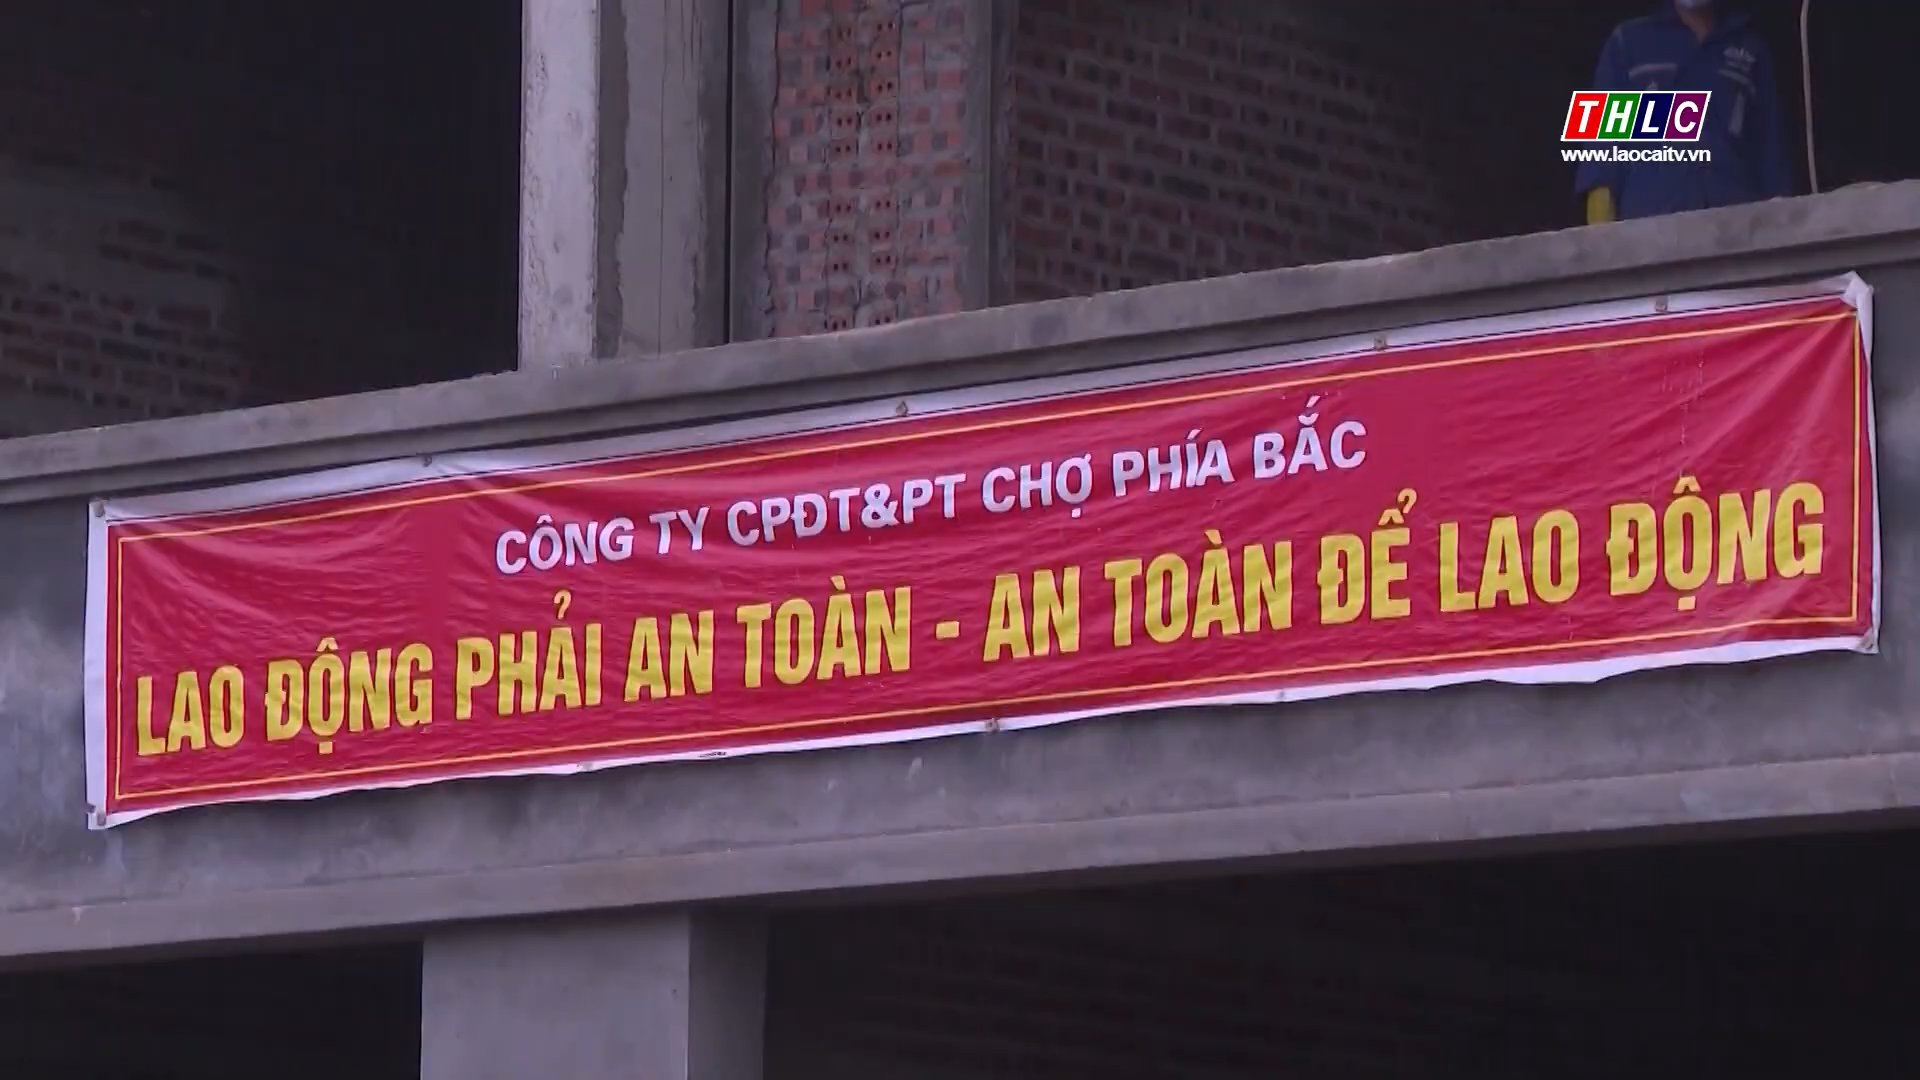 THLC
www.laocaitv.vn
CÔNG TY CPĐT&PT CHỢ PHÍA BẮC
LAO ĐỘNG PHẢI AN TOÀN - AN TOÀN ĐỂ LAO ĐỘNG